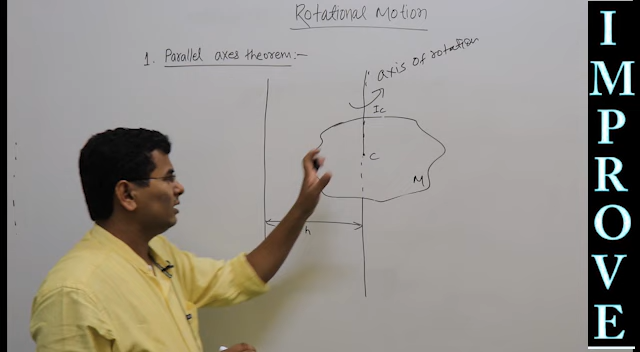 Rotational Motion
1. Parallel axes theorem:-
axis of rotation
Ic
C
M
h
IMPROVE